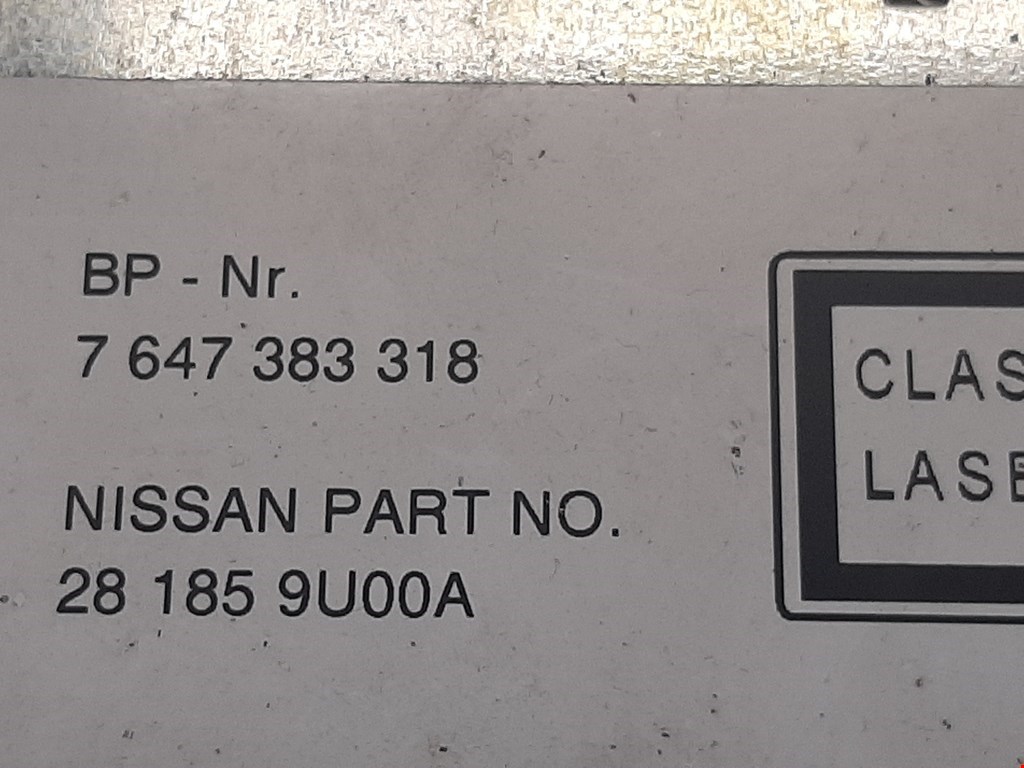 BP - Nr.
7 647 383 318
NISSAN PART NO.
28 185 9U00A
CLAS
LASE